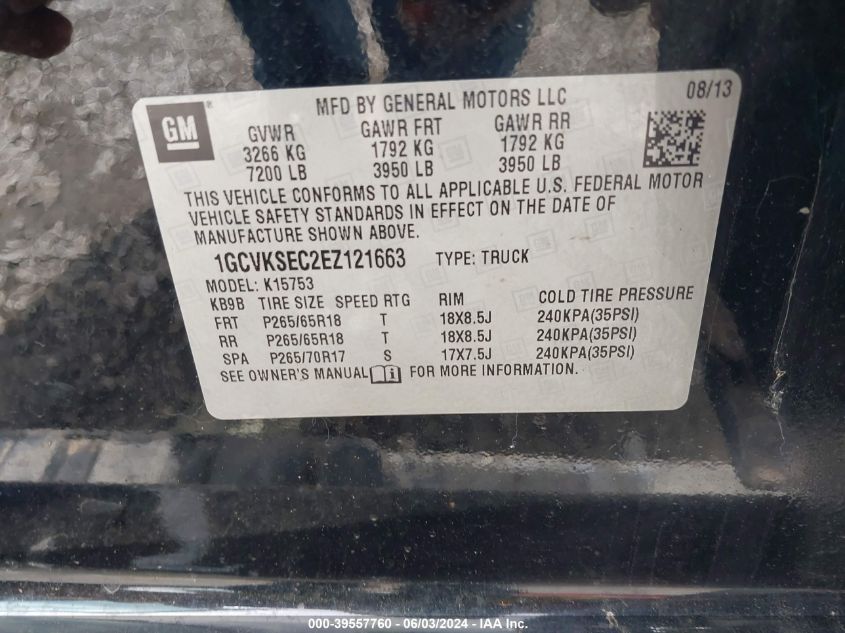 MFD BY GENERAL MOTORS LLC 08/13
GM ®
GVWR GAWR FRT GAWR RR
3266 KG 1792 KG 1792 KG
7200 LB 3950 LB 3950 LB
THIS VEHICLE CONFORMS TO ALL APPLICABLE U.S. FEDERAL MOTOR
VEHICLE SAFETY STANDARDS IN EFFECT ON THE DATE OF
MANUFACTURE SHOWN ABOVE.
1GCVKSEC2EZ121663 TYPE: TRUCK
MODEL: K15753
KB9B TIRE SIZE SPEED RTG RIM COLD TIRE PRESSURE
FRT P265/65R18 T 18X8.5J 240KPA(35PSI)
RR P265/65R18 T 18X8.5J 240KPA(35PSI)
SPA P265/70R17 S 17X7.5J 240KPA(35PSI)
SEE OWNER'S MANUAL i FOR MORE INFORMATION.
000-39557760 - 06/03/2024 - IAAI.com